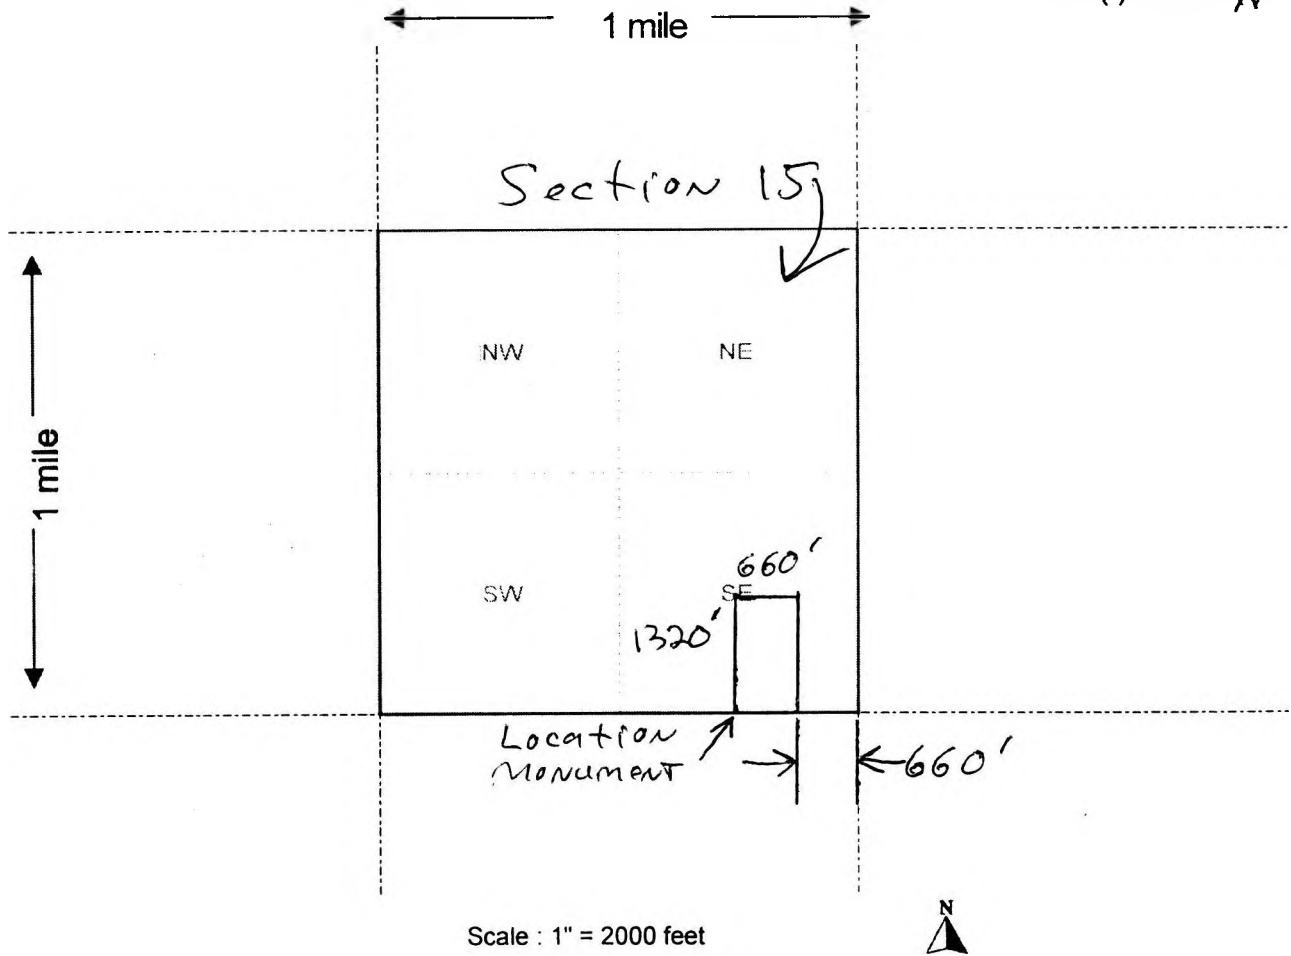 1 mile
Section 15
NW
NE
1 mile
660'
SW
SE
1320'
Location
Monument
660'
N
Scale : 1" = 2000 feet